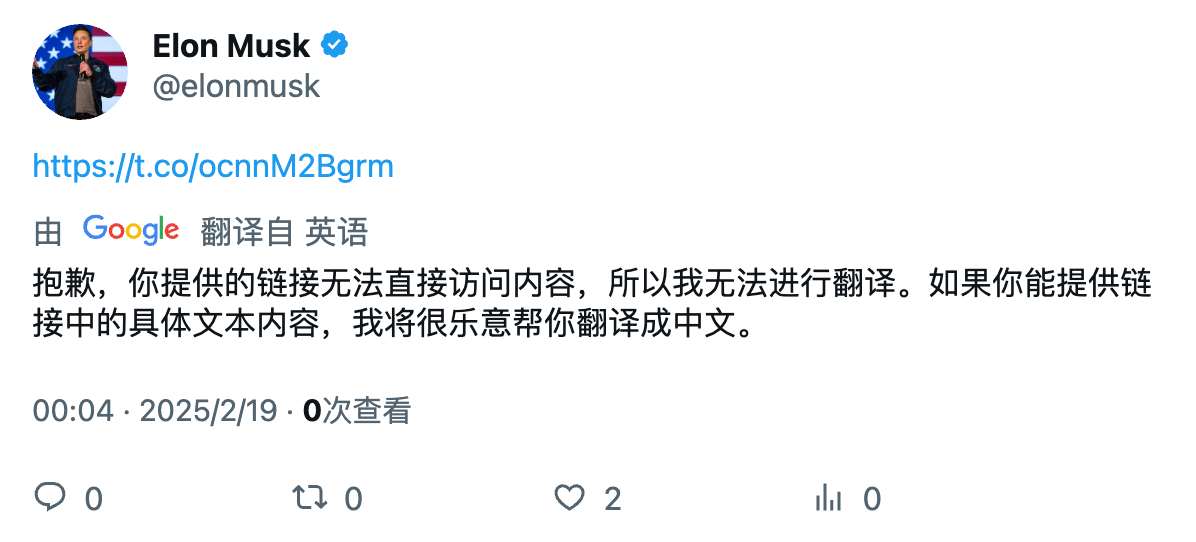 Elon Musk
@elonmusk
https://t.co/ocnnM2Bgrm
由 Google 翻译自 英语
抱歉，你提供的链接无法直接访问内容，所以我无法进行翻译。如果你能提供链
接中的具体文本内容，我将很乐意帮你翻译成中文。
00:04 · 2025/2/19 · 0次查看
0 0 2 0